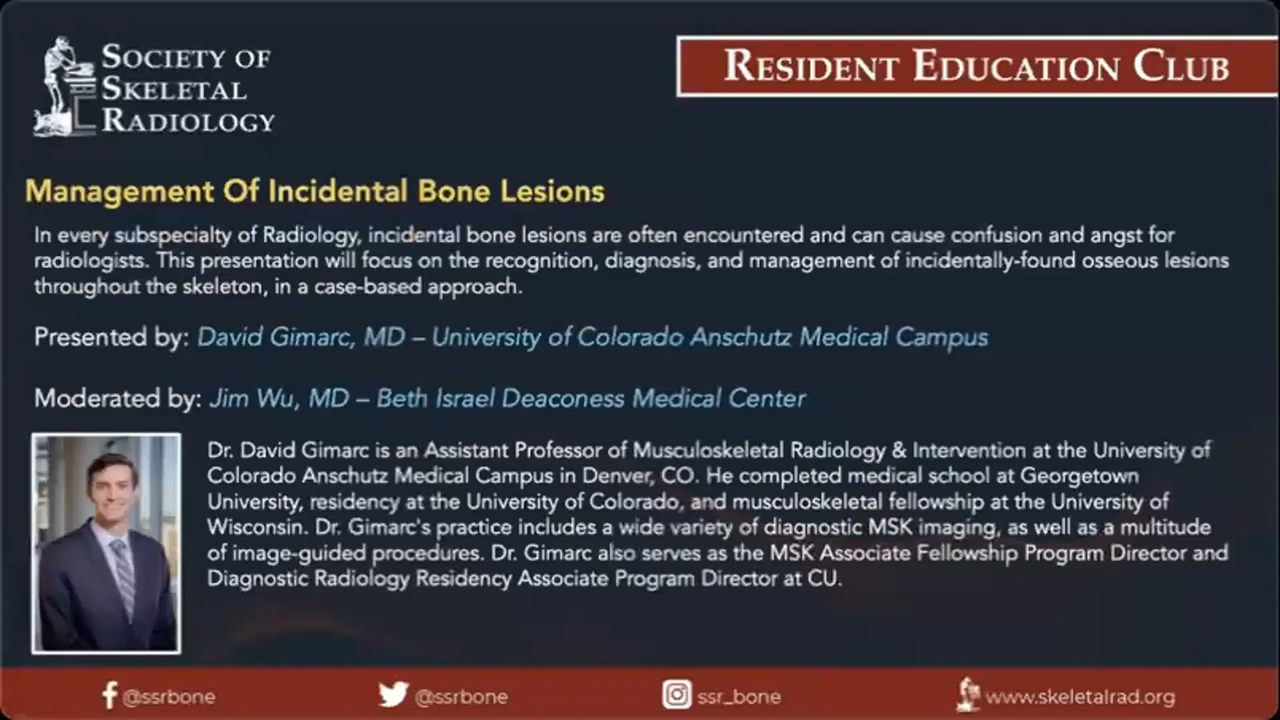 SOCIETY OF
SKELETAL
RADIOLOGY
RESIDENT EDUCATION CLUB
Management Of Incidental Bone Lesions
In every subspecialty of Radiology, incidental bone lesions are often encountered and can cause confusion and angst for
radiologists. This presentation will focus on the recognition, diagnosis, and management of incidentally-found osseous lesions
throughout the skeleton, in a case-based approach.
Presented by: David Gimarc, MD – University of Colorado Anschutz Medical Campus
Moderated by: Jim Wu, MD – Beth Israel Deaconess Medical Center
Dr. David Gimarc is an Assistant Professor of Musculoskeletal Radiology & Intervention at the University of
Colorado Anschutz Medical Campus in Denver, CO. He completed medical school at Georgetown
University, residency at the University of Colorado, and musculoskeletal fellowship at the University of
Wisconsin. Dr. Gimarc's practice includes a wide variety of diagnostic MSK imaging, as well as a multitude
of image-guided procedures. Dr. Gimarc also serves as the MSK Associate Fellowship Program Director and
Diagnostic Radiology Residency Associate Program Director at CU.
@ssrbone
@ssrbone
ssr_bone
www.skeletalrad.org